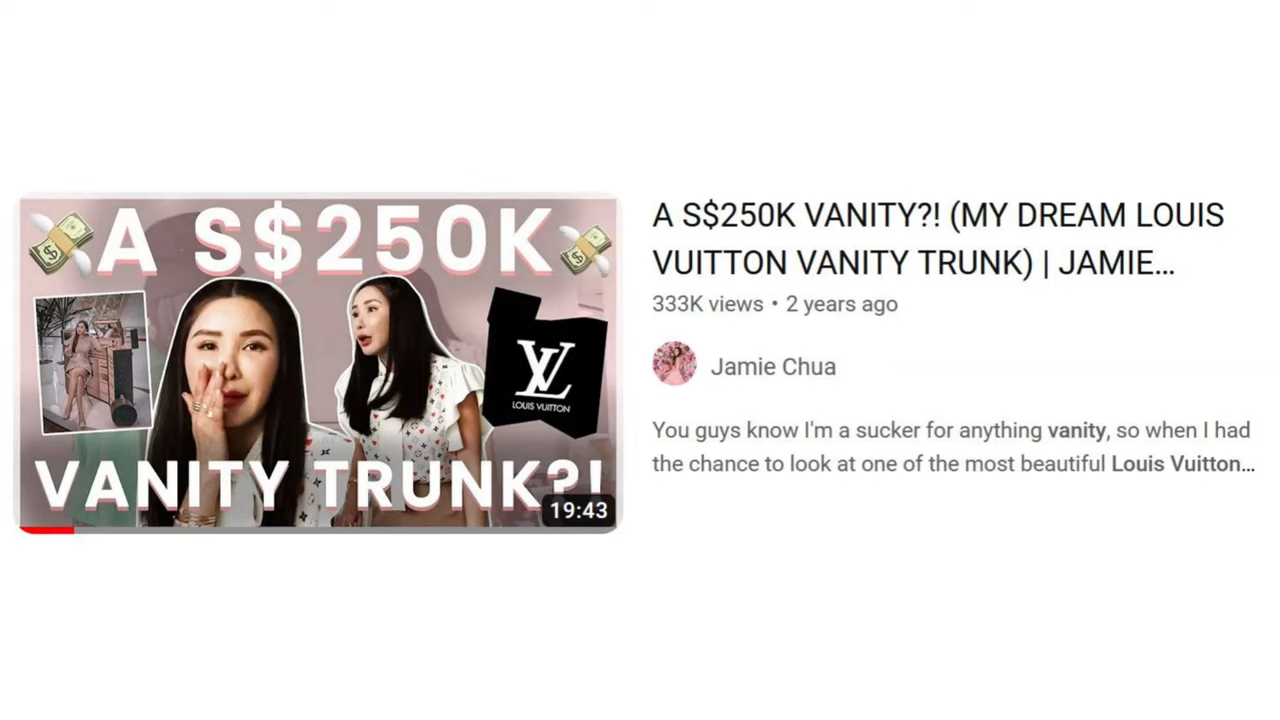 A S$250K
LV
LOUIS VUITTON
VANITY TRUNK?!
19:43
A S$250K VANITY?! (MY DREAM LOUIS
VUITTON VANITY TRUNK) | JAMIE...
333K views • 2 years ago
Jamie Chua
You guys know I'm a sucker for anything vanity, so when I had
the chance to look at one of the most beautiful Louis Vuitton...